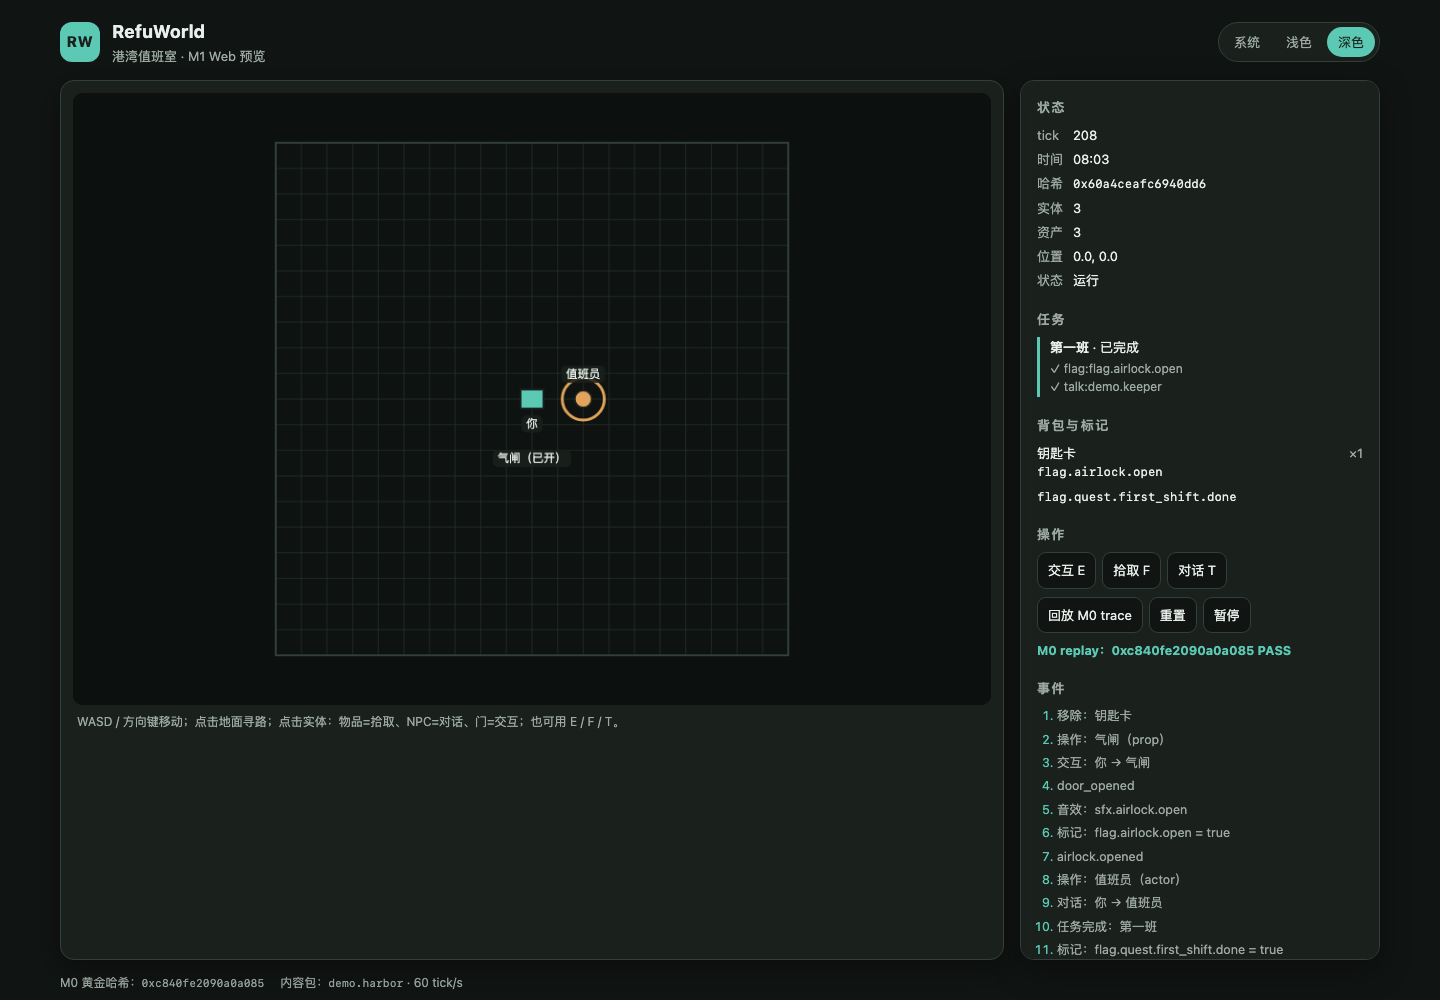 RW
RefuWorld
港湾值班室 · M1 Web 预览
系统 浅色 深色
值班员
你
气闸（已开）
WASD / 方向键移动；点击地面寻路；点击实体：物品=拾取、NPC=对话、门=交互；也可用 E / F / T。
状态
tick 208
时间 08:03
哈希 0x60a4ceafc6940dd6
实体 3
资产 3
位置 0.0, 0.0
状态 运行
任务
第一班 · 已完成
✓ flag:flag.airlock.open
✓ talk:demo.keeper
背包与标记
钥匙卡 ×1
flag.airlock.open
flag.quest.first_shift.done
操作
交互 E 拾取 F 对话 T
回放 M0 trace 重置 暂停
M0 replay：0xc840fe2090a0a085 PASS
事件
1. 移除：钥匙卡
2. 操作：气闸（prop）
3. 交互：你 → 气闸
4. door_opened
5. 音效：sfx.airlock.open
6. 标记：flag.airlock.open = true
7. airlock.opened
8. 操作：值班员（actor）
9. 对话：你 → 值班员
10. 任务完成：第一班
11. 标记：flag.quest.first_shift.done = true
M0 黄金哈希：0xc840fe2090a0a085 内容包：demo.harbor · 60 tick/s